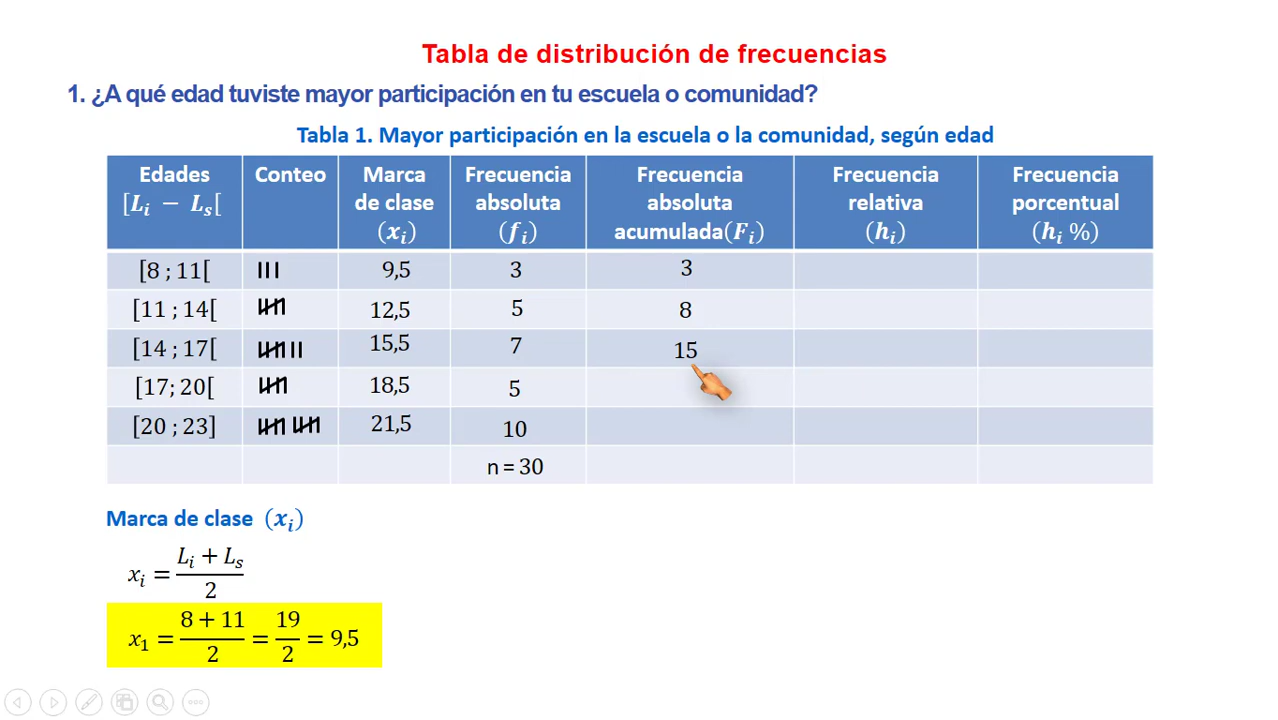 Tabla de distribución de frecuencias
1. ¿A qué edad tuviste mayor participación en tu escuela o comunidad?
Tabla 1. Mayor participación en la escuela o la comunidad, según edad
Edades [Li − Ls[ Conteo Marca de clase (xi) Frecuencia absoluta (fi) Frecuencia absoluta acumulada(Fi) Frecuencia relativa (hi) Frecuencia porcentual (hi %)
[8 ; 11[ 9,5 3 3
[11 ; 14[ 12,5 5 8
[14 ; 17[ 15,5 7 15
[17; 20[ 18,5 5
[20 ; 23] 21,5 10
n = 30
Marca de clase (xi)
xi = (Li + Ls)/2
x1 = (8 + 11)/2 = 19/2 = 9,5